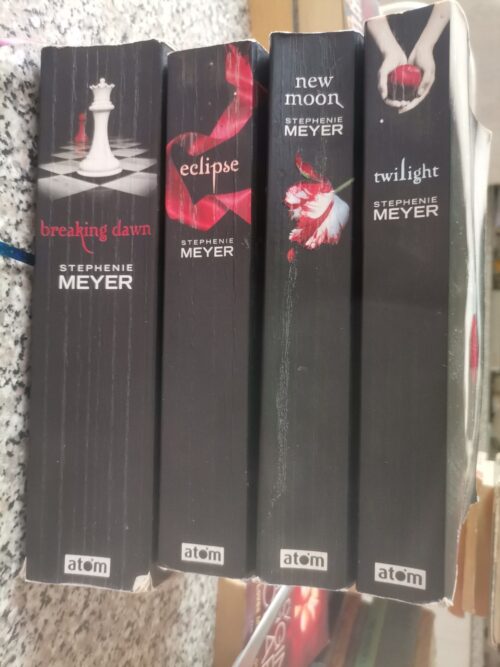 breaking dawn
STEPHENIE
MEYER
atom
eclipse
STEPHENIE
MEYER
atom
new
moon
STEPHENIE
MEYER
atom
twilight
STEPHENIE
MEYER
atom